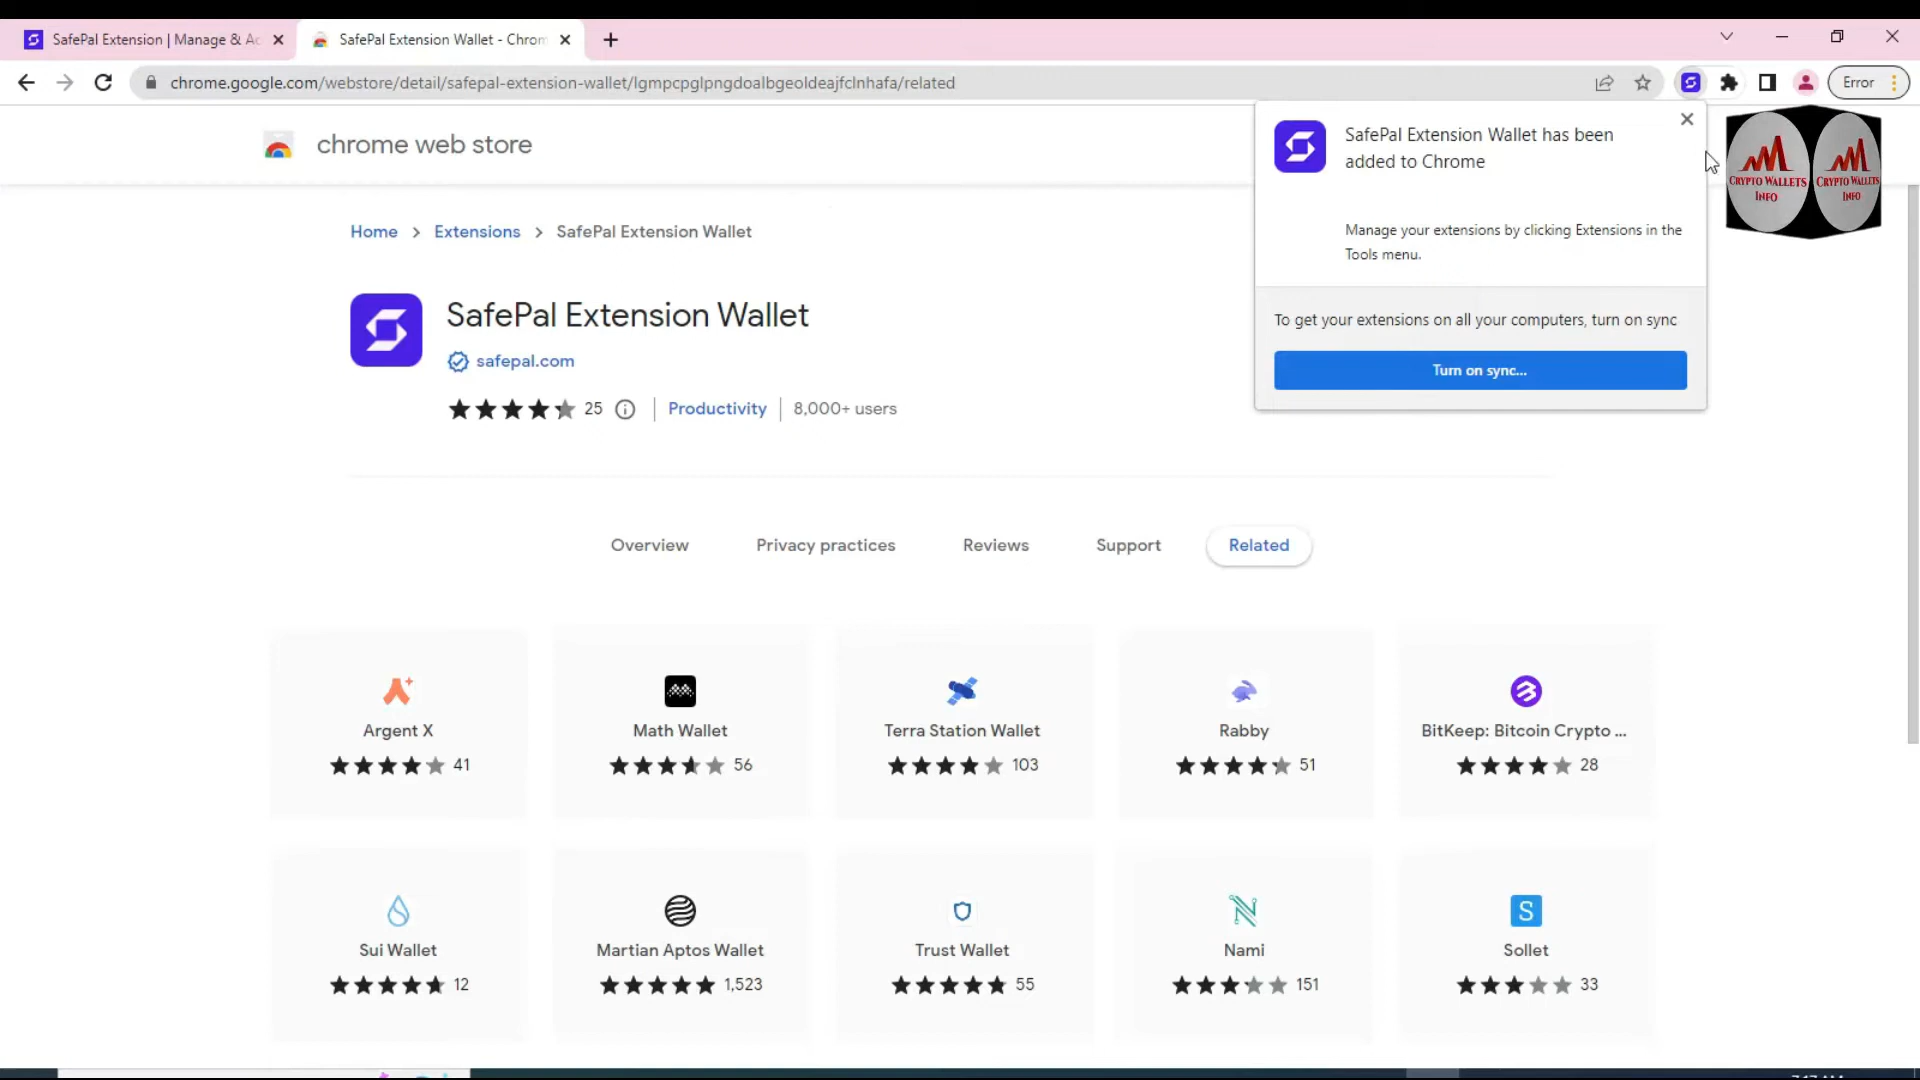 SafePal Extension | Manage & Ac
SafePal Extension Wallet - Chrom
chrome.google.com/webstore/detail/safepal-extension-wallet/lgmpcpglpngdoalbgeoldeajfclnhafa/related
Error
chrome web store
SafePal Extension Wallet has been
added to Chrome
Manage your extensions by clicking Extensions in the
Tools menu.
To get your extensions on all your computers, turn on sync
Turn on sync...
CRYPTO WALLETS
INFO
CRYPTO WALLETS
INFO
Home > Extensions > SafePal Extension Wallet
SafePal Extension Wallet
safepal.com
25
Productivity
8,000+ users
Overview
Privacy practices
Reviews
Support
Related
Argent X
41
Math Wallet
56
Terra Station Wallet
103
Rabby
51
BitKeep: Bitcoin Crypto ...
28
Sui Wallet
12
Martian Aptos Wallet
1,523
Trust Wallet
55
Nami
151
Sollet
33